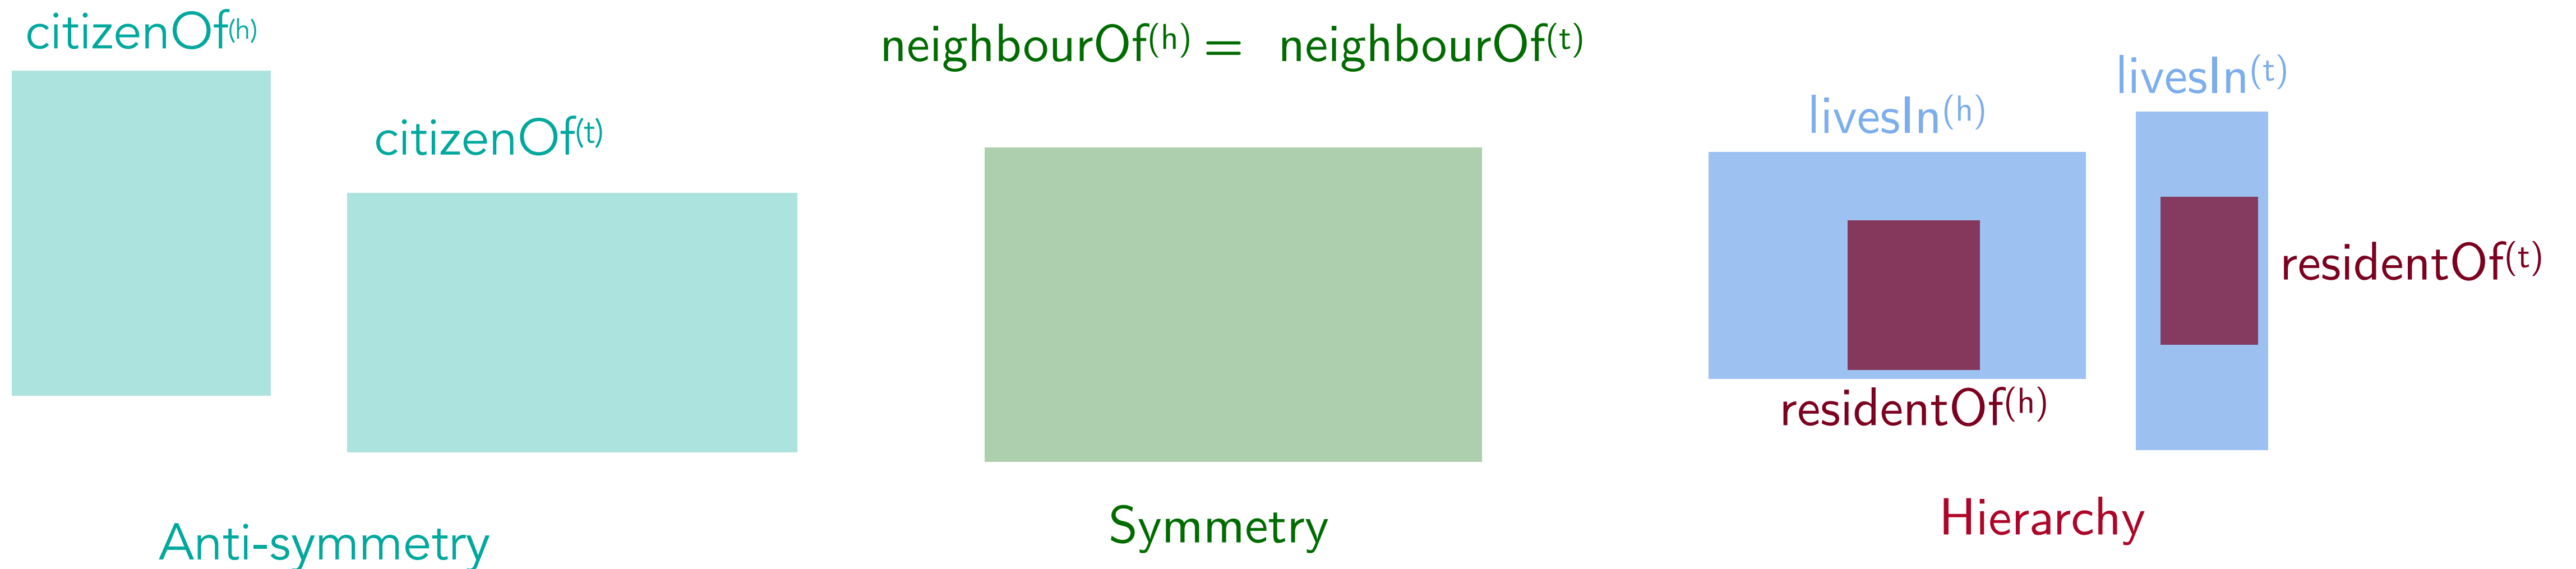 citizenOf(h)
citizenOf(t)
Anti-symmetry
neighbourOf(h) = neighbourOf(t)
Symmetry
livesIn(h)
livesIn(t)
residentOf(t)
residentOf(h)
Hierarchy